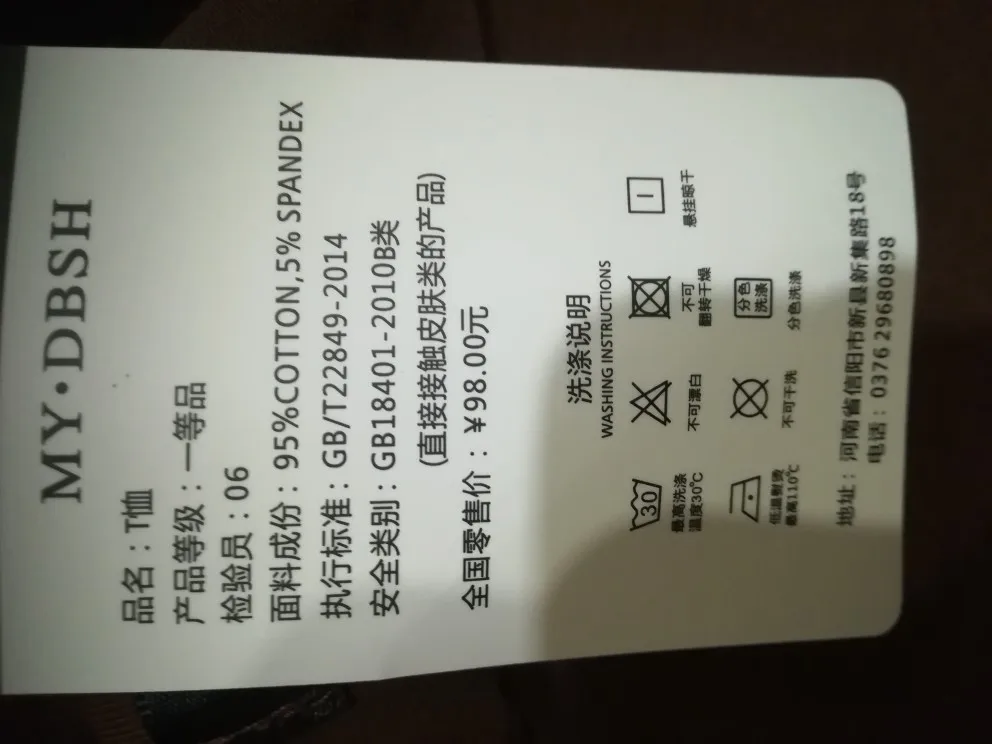 MY·DBSH
品名：T恤
产品等级：一等品
检验员：06
面料成份：95%COTTON,5% SPANDEX
执行标准：GB/T22849-2014
安全类别：GB18401-2010B类
(直接接触皮肤类的产品)
全国零售价：￥98.00元
洗涤说明
WASHING INSTRUCTIONS
30
最高洗涤
温度30℃
不可漂白
不可
翻转干燥
悬挂晾干
低温熨烫
最高110℃
不可干洗
分色
洗涤
分色洗涤
地址：河南省信阳市新县新集路18号
电话：0376 29680898